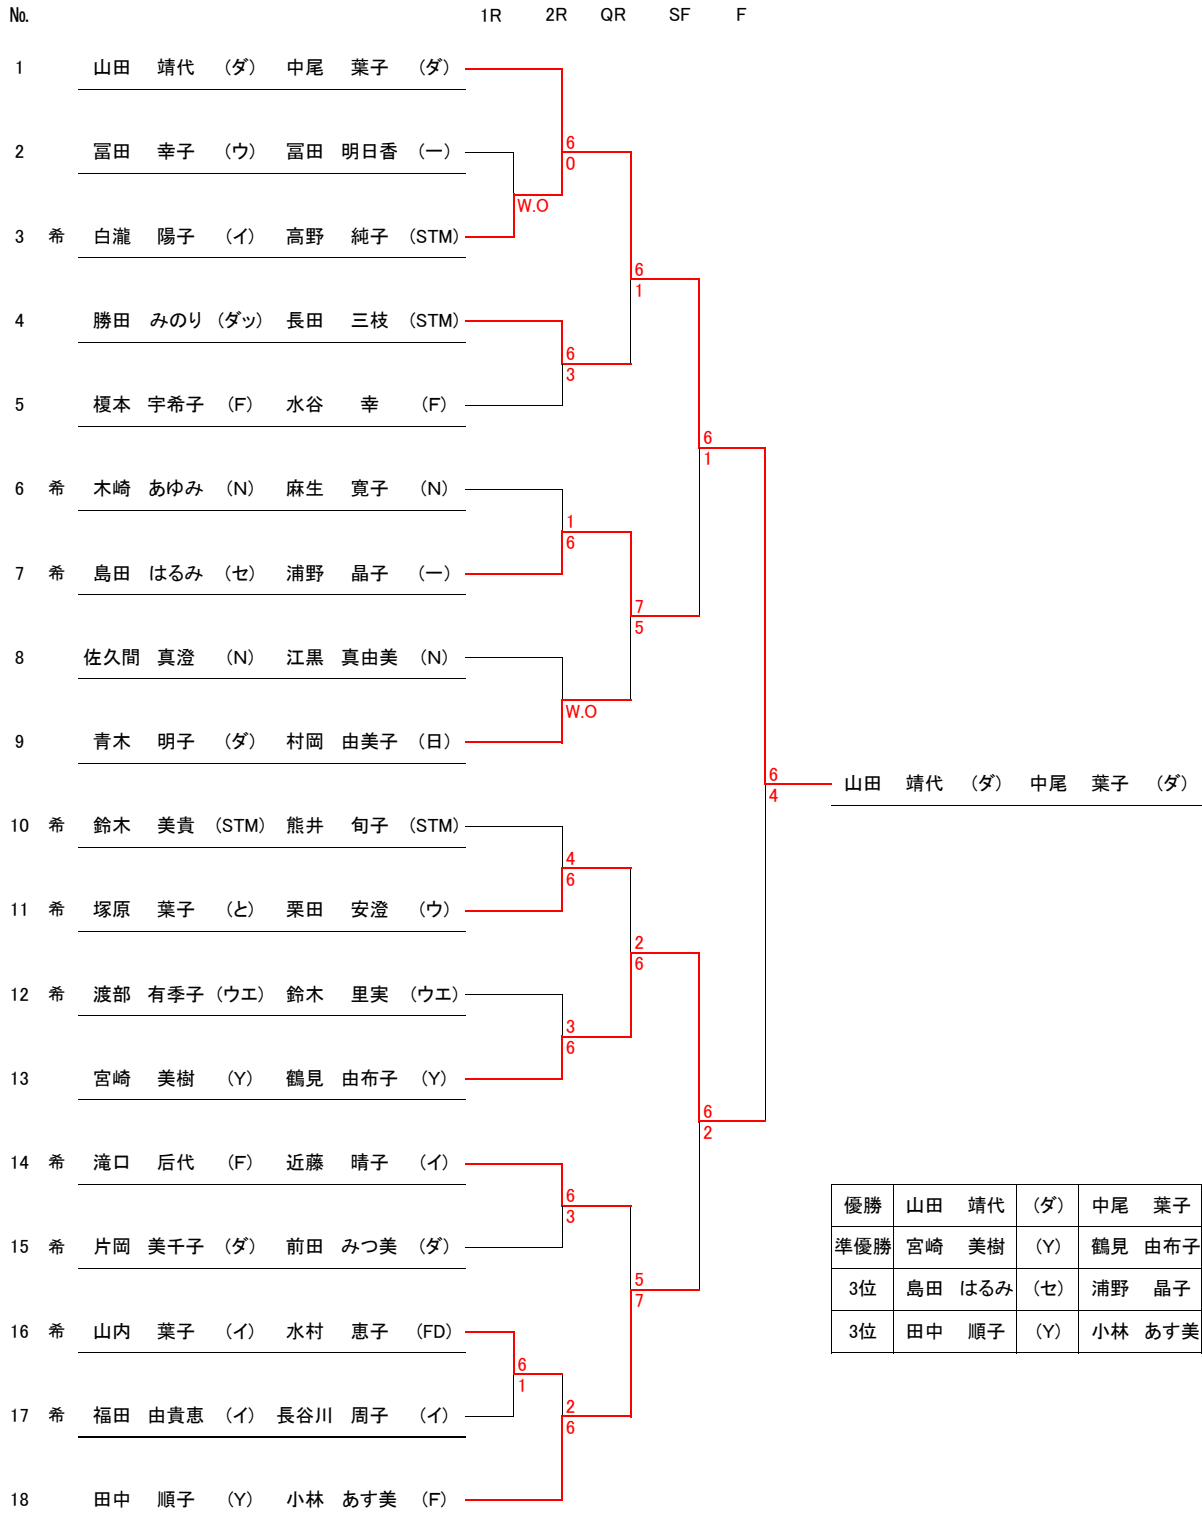 № 1R 2R QR SF F
1 山田 靖代 (ダ) 中尾 葉子 (ダ)
6
2 冨田 幸子 (ウ) 冨田 明日香 (一)
0
W.O
3 希 白瀧 陽子 (イ) 高野 純子 (STM)
6
1
4 勝田 みのり (ダッ) 長田 三枝 (STM)
6
3
5 榎本 宇希子 (F) 水谷 幸 (F)
6
1
6 希 木崎 あゆみ (N) 麻生 寛子 (N)
1
6
7 希 島田 はるみ (セ) 浦野 晶子 (一)
7
5
8 佐久間 真澄 (N) 江黒 真由美 (N)
W.O
9 青木 明子 (ダ) 村岡 由美子 (日)
6
山田 靖代 (ダ) 中尾 葉子 (ダ)
4
10 希 鈴木 美貴 (STM) 熊井 旬子 (STM)
4
6
11 希 塚原 葉子 (と) 栗田 安澄 (ウ)
2
6
12 希 渡部 有季子 (ウエ) 鈴木 里実 (ウエ)
3
6
13 宮崎 美樹 (Y) 鶴見 由布子 (Y)
6
2
14 希 滝口 后代 (F) 近藤 晴子 (イ)
6
3
15 希 片岡 美千子 (ダ) 前田 みつ美 (ダ)
5
7
16 希 山内 葉子 (イ) 水村 恵子 (FD)
6
1
17 希 福田 由貴恵 (イ) 長谷川 周子 (イ)
2
6
18 田中 順子 (Y) 小林 あす美 (F)
優勝 山田 靖代 (ダ) 中尾 葉子
準優勝 宮崎 美樹 (Y) 鶴見 由布子
3位 島田 はるみ (セ) 浦野 晶子
3位 田中 順子 (Y) 小林 あす美